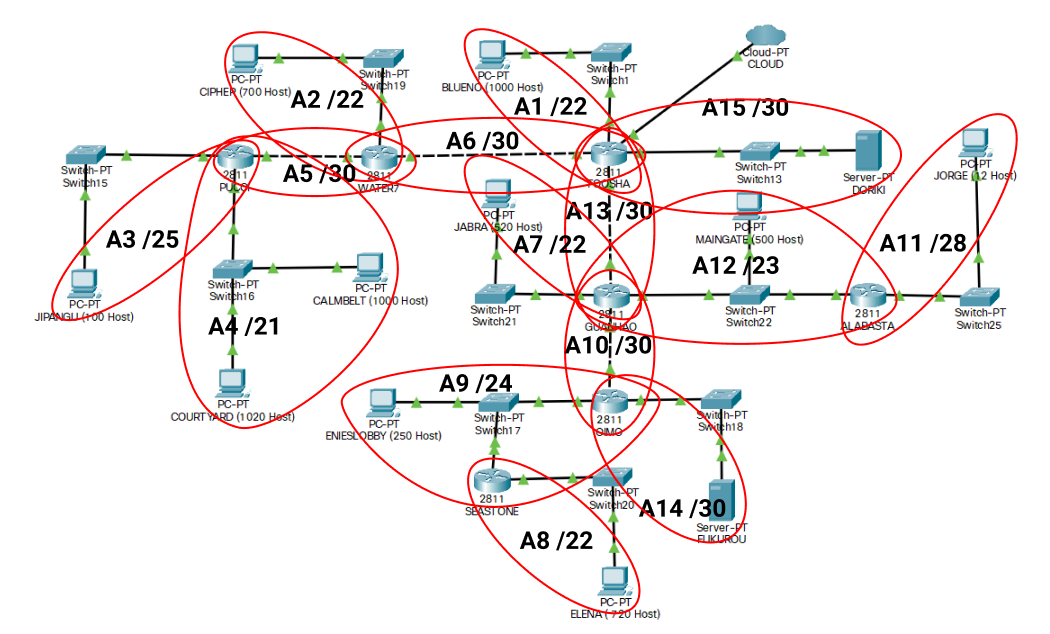 Cloud-PT
CLOUD
PC-PT
CIPHER (700 Host)
Switch-PT
Switch19
A2 /22
PC-PT
BLUENO (1000 Host)
Switch-PT
Switch1
A1 /22
A15 /30
A6 /30
Switch-PT
Switch15
2811
PUCCI
A5 /30
2811
WATER7
2811
FOOSHA
Switch-PT
Switch13
Server-PT
DORIKI
PC-PT
JORGE (12 Host)
PC-PT
JABRA (520 Host)
A13 /30
PC-PT
MAINGATE (500 Host)
A3 /25
A7 /22
A12 /23
A11 /28
PC-PT
JIPANGU (100 Host)
Switch-PT
Switch16
PC-PT
CALMBELT (1000 Host)
A4 /21
Switch-PT
Switch21
2811
GUANHAO
Switch-PT
Switch22
2811
ALABASTA
Switch-PT
Switch25
A10 /30
PC-PT
COURTYARD (1020 Host)
A9 /24
PC-PT
ENIESLOBBY (250 Host)
Switch-PT
Switch17
2811
OIMO
Switch-PT
Switch18
2811
SEASTONE
Switch-PT
Switch20
A14 /30
Server-PT
FUKUROU
A8 /22
PC-PT
ELENA ( 720 Host)